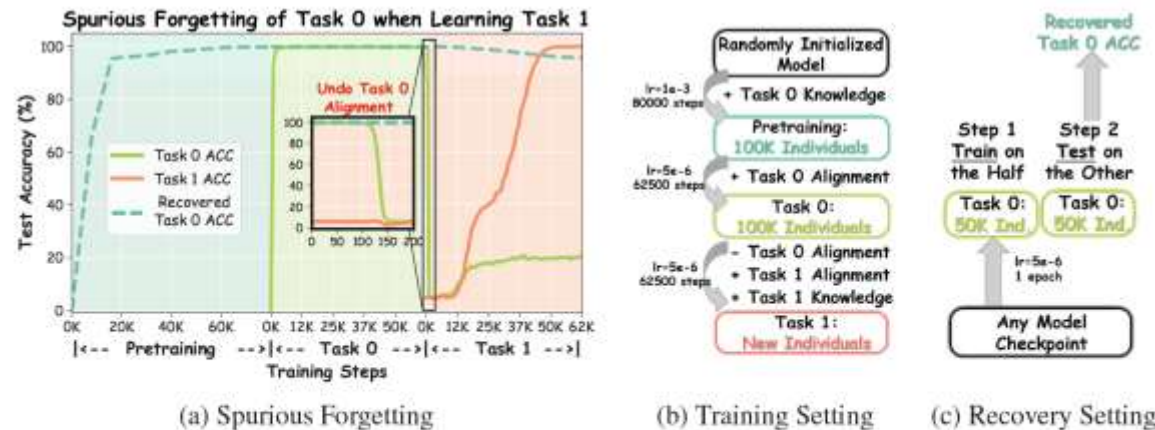 Spurious Forgetting of Task 0 when Learning Task 1
Test Accuracy (%)
100
80
60
40
20
0
Task 0 ACC
Task 1 ACC
Recovered
Task 0 ACC
Undo Task 0
Alignment
100
80
60
40
20
0
0 50 100 150 200
0K 20K 40K 60K 0K 12K 25K 37K 50K 0K 12K 25K 37K 50K 62K
|<-- Pretraining -->|<-- Task 0 -->|<-- Task 1 -->|
Training Steps
(a) Spurious Forgetting
Randomly Initialized
Model
lr=1e-3
80000 steps
+ Task 0 Knowledge
Pretraining:
100K Individuals
lr=5e-6
62500 steps
+ Task 0 Alignment
Task 0:
100K Individuals
lr=5e-6
62500 steps
- Task 0 Alignment
+ Task 1 Alignment
+ Task 1 Knowledge
Task 1:
New Individuals
(b) Training Setting
Recovered
Task 0 ACC
Step 1
Train on
the Half
Step 2
Test on
the Other
Task 0:
50K Ind.
Task 0:
50K Ind.
lr=5e-6
1 epoch
Any Model
Checkpoint
(c) Recovery Setting